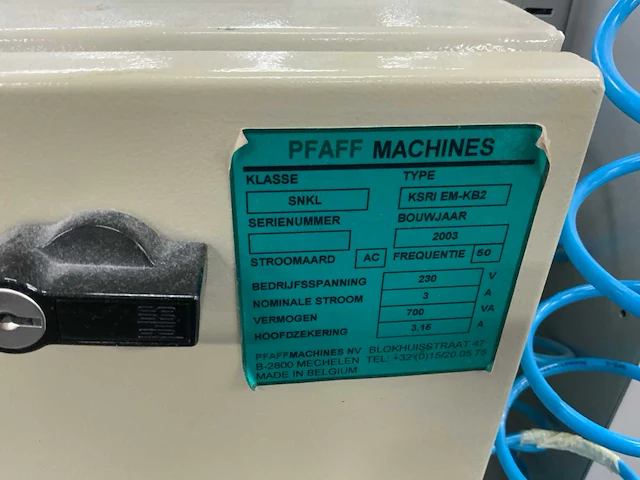 PFAFF MACHINES
KLASSE TYPE
SNKL KSRI EM-KB2
SERIENUMMER BOUWJAAR
2003
STROOMAARD AC FREQUENTIE 50
BEDRIJFSSPANNING 230 V
NOMINALE STROOM 3 A
VERMOGEN 700 VA
HOOFDZEKERING 3,16 A
PFAFFMACHINES NV BLOKHUISSTRAAT 47
B-2800 MECHELEN TEL: +32(0)15/20.05.75
MADE IN BELGIUM